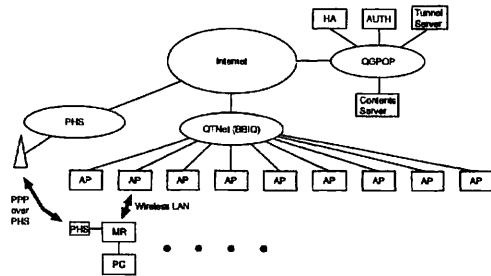 HA
AUTH
Tunnel
Server
Internet
QGPOP
Contents
Server
PHS
QTNet (BBIQ)
AP AP AP AP AP AP AP AP AP
PPP
over
PHS
Wireless LAN
PHS
MR
PC